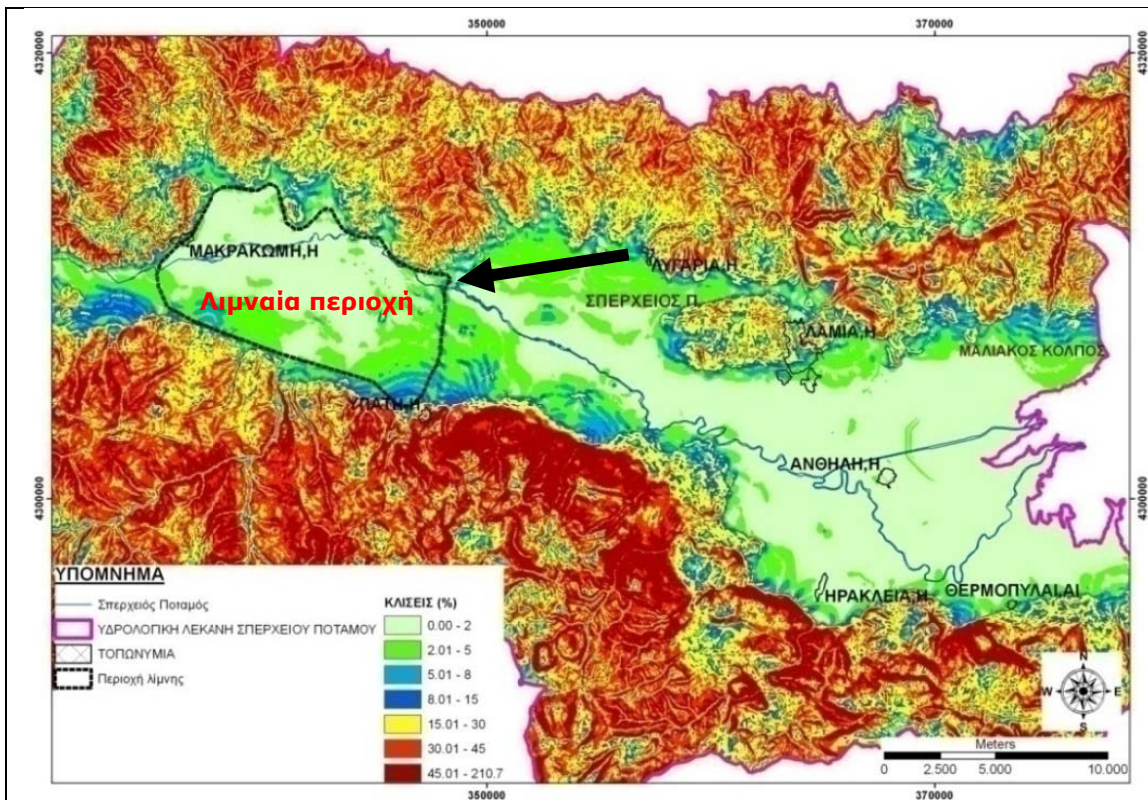 350000
370000
4320000
4320000
ΜΑΚΡΑΚΩΜΗ,Η
ΛΥΓΑΡΙΑ,Η
Λιμναία περιοχή
ΣΠΕΡΧΕΙΟΣ Π.
ΛΑΜΙΑ,Η
ΜΑΛΙΑΚΟΣ ΚΟΛΠΟΣ
ΥΠΑΤΗ,Η
ΑΝΘΗΛΗ,Η
4300000
4300000
ΗΡΑΚΛΕΙΑ,Η
ΘΕΡΜΟΠΥΛΑΙ,ΑΙ
ΥΠΟΜΝΗΜΑ
Σπερχειός Ποταμός
ΥΔΡΟΛΟΓΙΚΗ ΛΕΚΑΝΗ ΣΠΕΡΧΕΙΟΥ ΠΟΤΑΜΟΥ
ΤΟΠΩΝΥΜΙΑ
Περιοχή λίμνης
ΚΛΙΣΕΙΣ (%)
0.00 - 2
2.01 - 5
5.01 - 8
8.01 - 15
15.01 - 30
30.01 - 45
45.01 - 210.7
N
W E
S
Meters
0 2.500 5.000 10.000
350000
370000